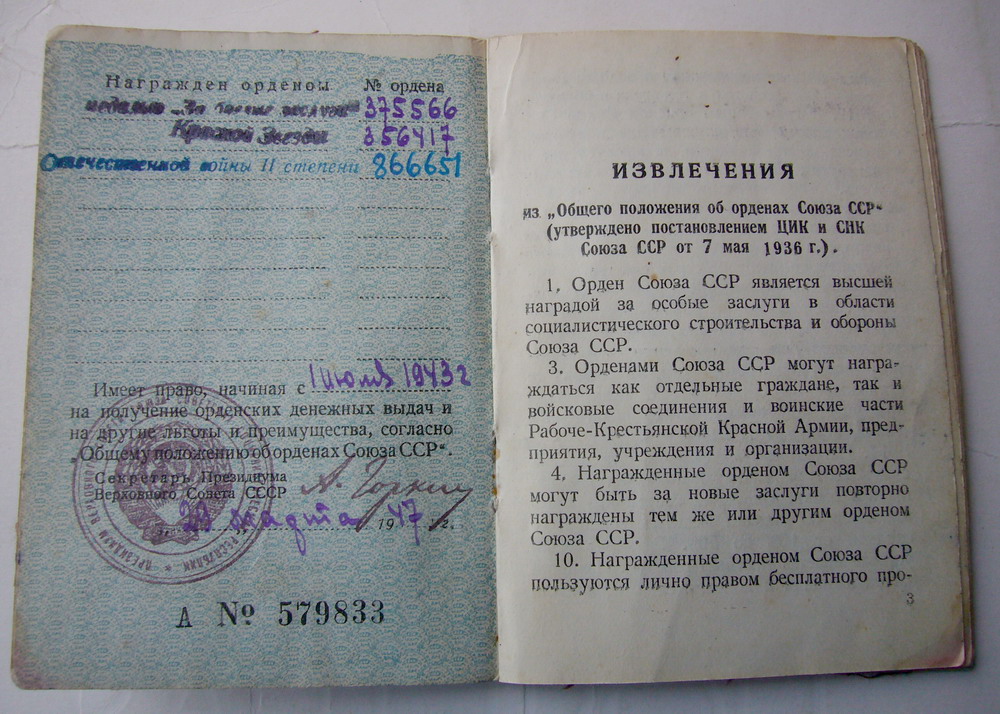 Награжден орденом № ордена
медалью „За боевые заслуги“ 375566
Красной Звезды 356417
Отечественной войны II степени 866651
Имеет право, начиная с 1 июля 1943 г
на получение орденских денежных выдач и
на другие льготы и преимущества, согласно
„Общему положению об орденах Союза ССР“.
Секретарь Президиума
Верховного Совета СССР А. Горкин
23 марта 1947 г.
А № 579833
ИЗВЛЕЧЕНИЯ
из „Общего положения об орденах Союза ССР“
(утверждено постановлением ЦИК и СНК
Союза ССР от 7 мая 1936 г.).
1. Орден Союза ССР является высшей
наградой за особые заслуги в области
социалистического строительства и обороны
Союза ССР.
3. Орденами Союза ССР могут награ-
ждаться как отдельные граждане, так и
войсковые соединения и воинские части
Рабоче-Крестьянской Красной Армии, пред-
приятия, учреждения и организации.
4. Награжденные орденом Союза ССР
могут быть за новые заслуги повторно
награждены тем же или другим орденом
Союза ССР.
10. Награжденные орденом Союза ССР
пользуются лично правом бесплатного про-
3